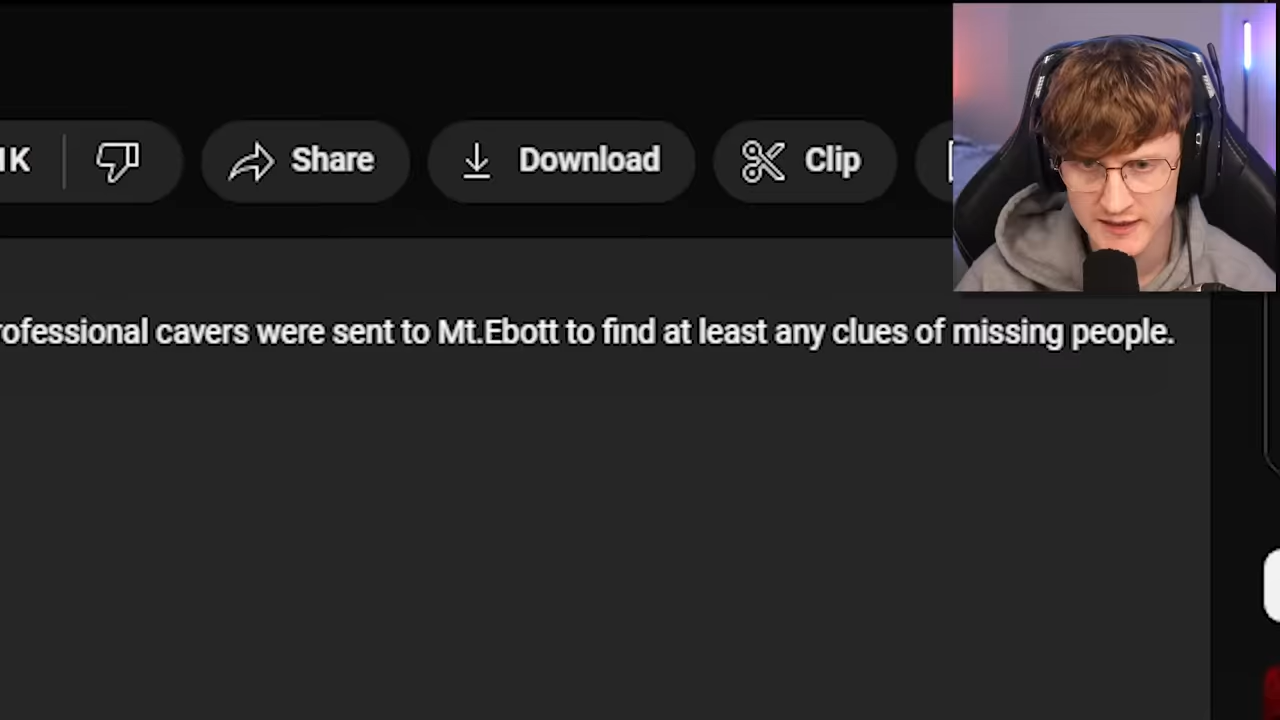 1K Share Download Clip
rofessional cavers were sent to Mt.Ebott to find at least any clues of missing people.